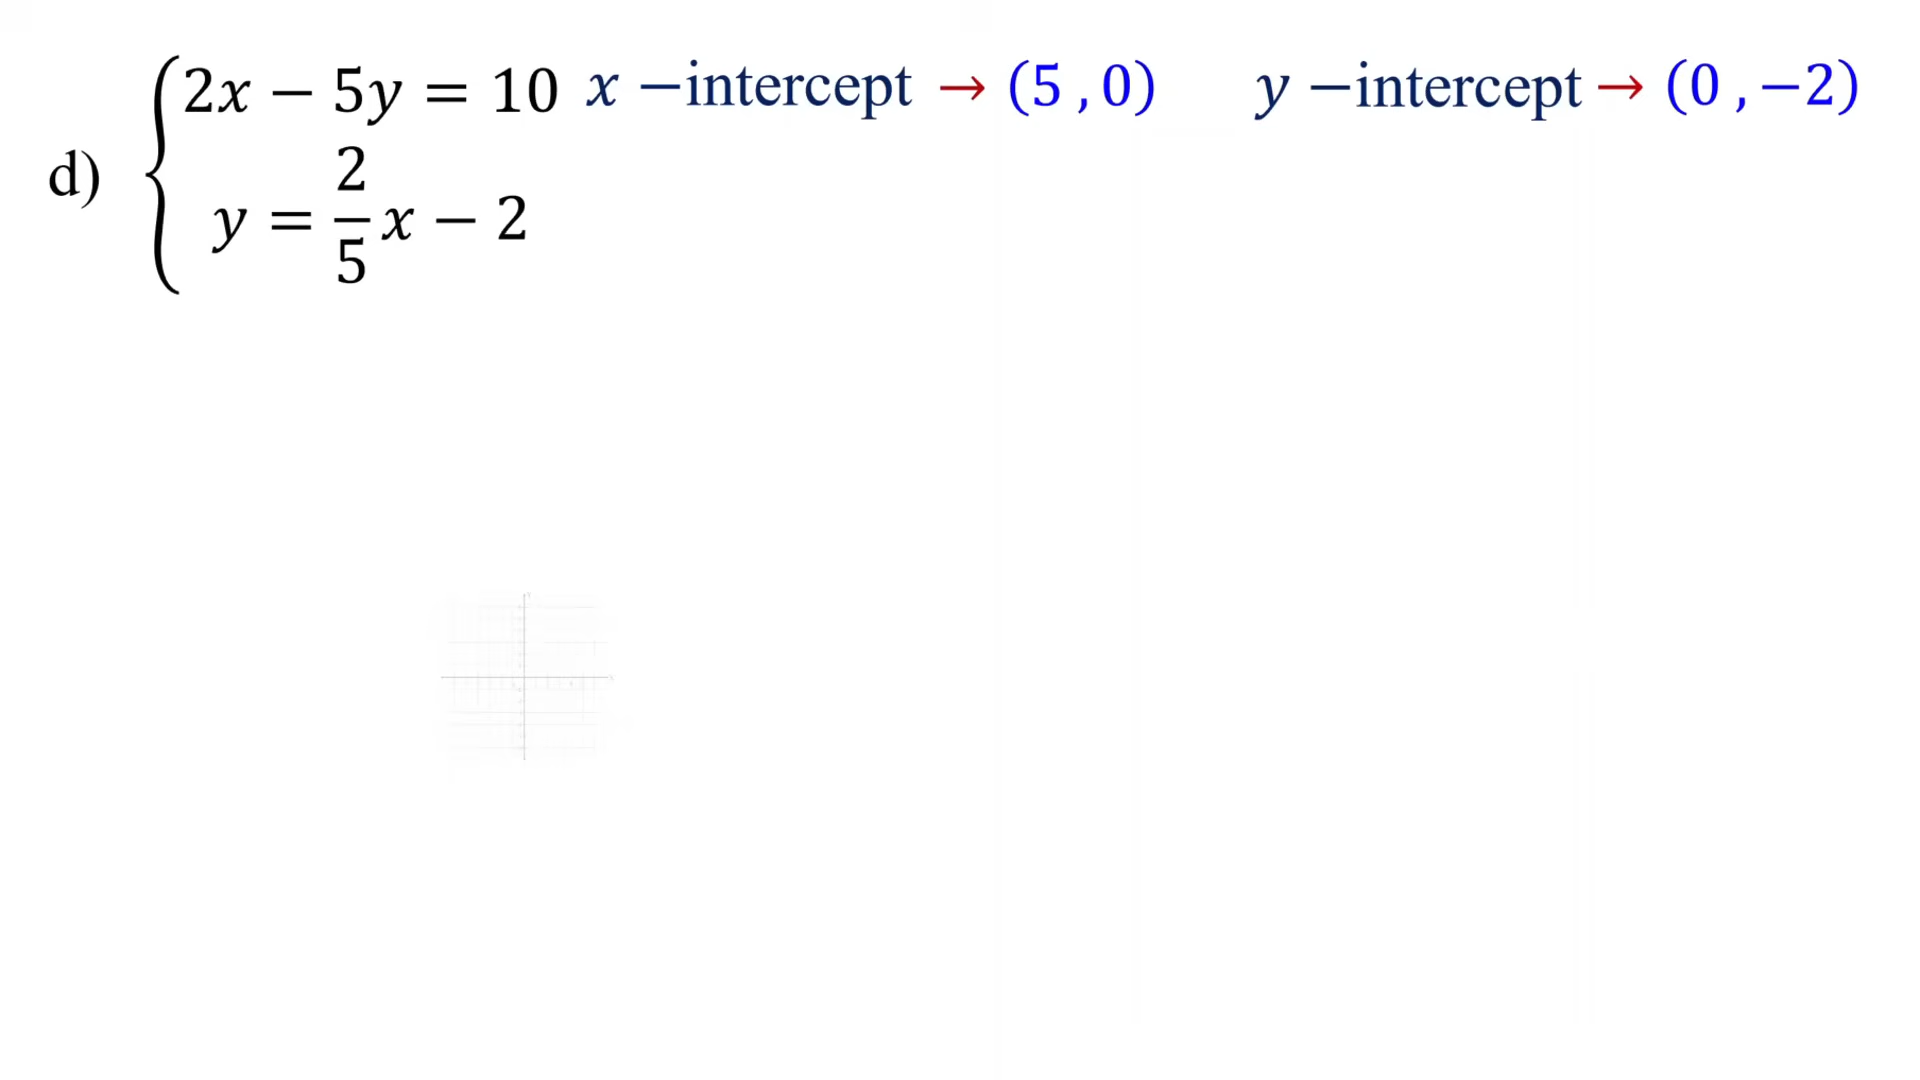 2x − 5y = 10 x −intercept → (5 , 0) y −intercept → (0 , −2)
d)
y = 2/5 x − 2